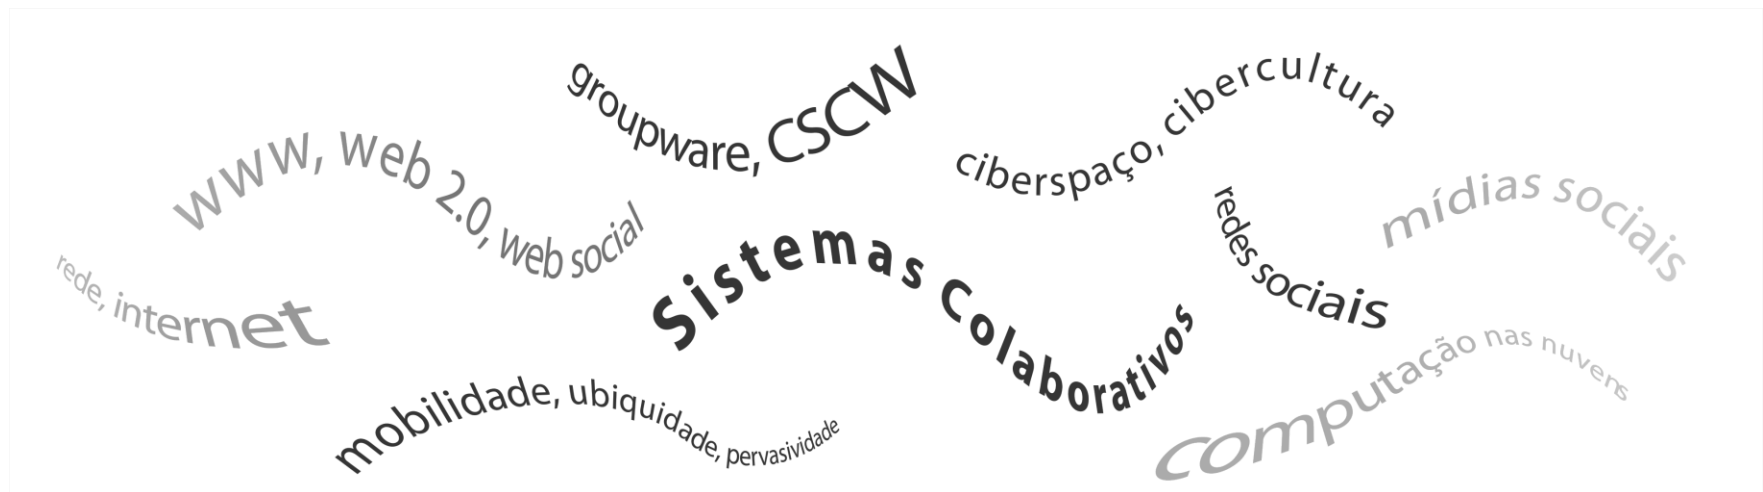 groupware, CSCW
ciberspaço, cibercultura
www, web 2.0, web social
redes sociais
mídias sociais
rede, internet
Sistemas Colaborativos
mobilidade, ubiquidade, pervasividade
computação nas nuvens